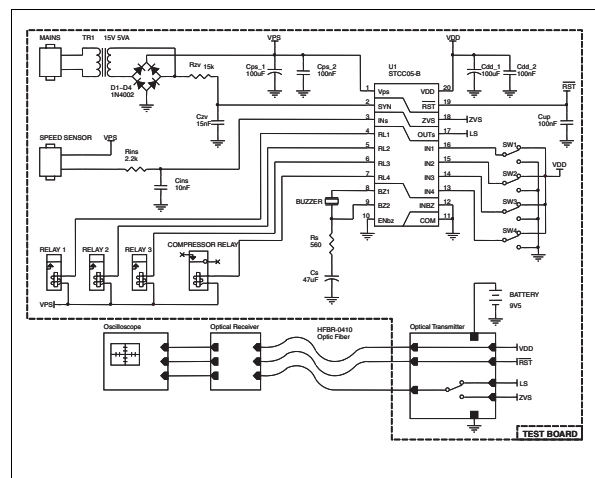 MAINS TR1 15V 5VA VPS VDD
Rzv 15k
Cps_1 100uF
Cps_2 100nF
U1
STCC05-B
Cdd_1 100uF
Cdd_2 100nF
D1-D4
1N4002
Czv
15nF
1 Vps VDD 20
2 SYN RST 19 RST
3 INs ZVS 18 ZVS
4 RL1 OUTs 17 LS
5 RL2 IN1 16 SW1
6 RL3 IN2 15 SW2
7 RL4 IN3 14 SW3
8 BZ1 IN4 13 SW4
9 BZ2 INBZ 12
10 ENbz COM 11
Cup
100nF
VDD
SPEED SENSOR VPS
Rins
2.2k
Cins
10nF
BUZZER
Rs
560
Cs
47uF
RELAY 1 RELAY 2 RELAY 3 COMPRESSOR RELAY
VPS
BATTERY
9V5
Oscilloscope Optical Receiver HFBR-0410
Optic Fiber
Optical Transmitter
VDD
RST
LS
ZVS
TEST BOARD